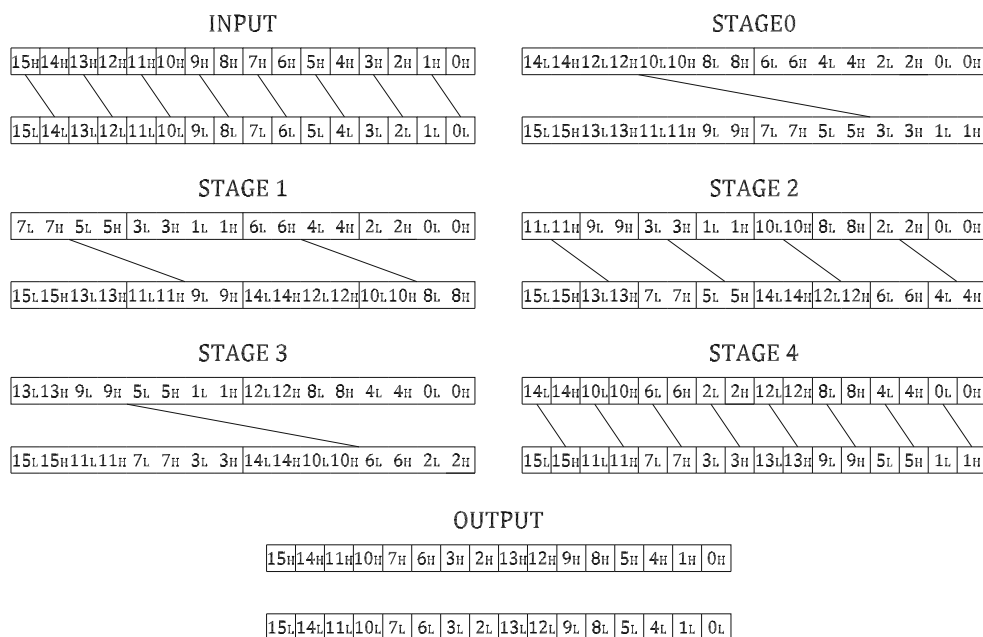 INPUT
15H 14H 13H 12H 11H 10H 9H 8H 7H 6H 5H 4H 3H 2H 1H 0H
15L 14L 13L 12L 11L 10L 9L 8L 7L 6L 5L 4L 3L 2L 1L 0L
STAGE0
14L 14H 12L 12H 10L 10H 8L 8H 6L 6H 4L 4H 2L 2H 0L 0H
15L 15H 13L 13H 11L 11H 9L 9H 7L 7H 5L 5H 3L 3H 1L 1H
STAGE 1
7L 7H 5L 5H 3L 3H 1L 1H 6L 6H 4L 4H 2L 2H 0L 0H
15L 15H 13L 13H 11L 11H 9L 9H 14L 14H 12L 12H 10L 10H 8L 8H
STAGE 2
11L 11H 9L 9H 3L 3H 1L 1H 10L 10H 8L 8H 2L 2H 0L 0H
15L 15H 13L 13H 7L 7H 5L 5H 14L 14H 12L 12H 6L 6H 4L 4H
STAGE 3
13L 13H 9L 9H 5L 5H 1L 1H 12L 12H 8L 8H 4L 4H 0L 0H
15L 15H 11L 11H 7L 7H 3L 3H 14L 14H 10L 10H 6L 6H 2L 2H
STAGE 4
14L 14H 10L 10H 6L 6H 2L 2H 12L 12H 8L 8H 4L 4H 0L 0H
15L 15H 11L 11H 7L 7H 3L 3H 13L 13H 9L 9H 5L 5H 1L 1H
OUTPUT
15H 14H 11H 10H 7H 6H 3H 2H 13H 12H 9H 8H 5H 4H 1H 0H
15L 14L 11L 10L 7L 6L 3L 2L 13L 12L 9L 8L 5L 4L 1L 0L